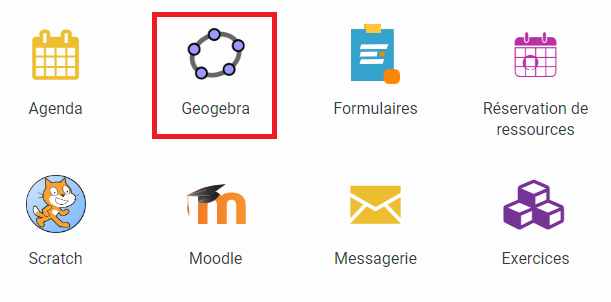 Agenda
Geogebra
Formulaires
Réservation de
ressources
Scratch
Moodle
Messagerie
Exercices